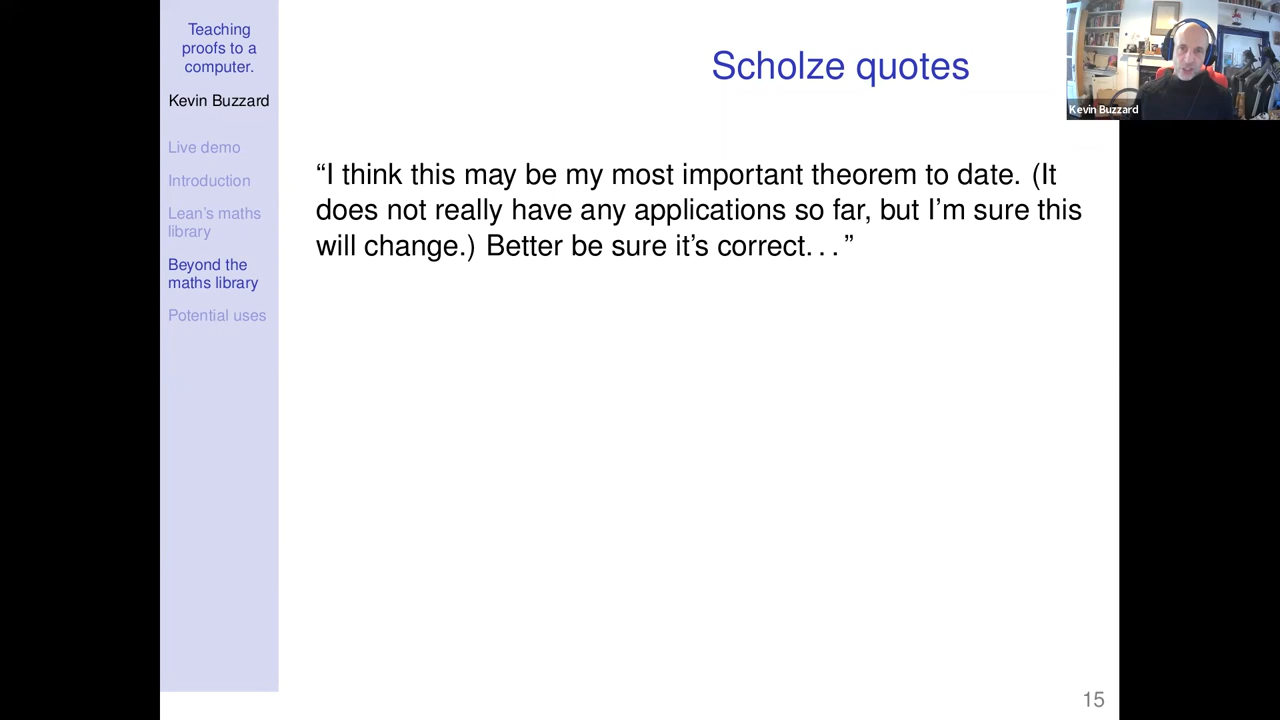 Teaching
proofs to a
computer.
Kevin Buzzard
Live demo
Introduction
Lean's maths
library
Beyond the
maths library
Potential uses
Scholze quotes
“I think this may be my most important theorem to date. (It
does not really have any applications so far, but I'm sure this
will change.) Better be sure it's correct. . . ”
15
Kevin Buzzard